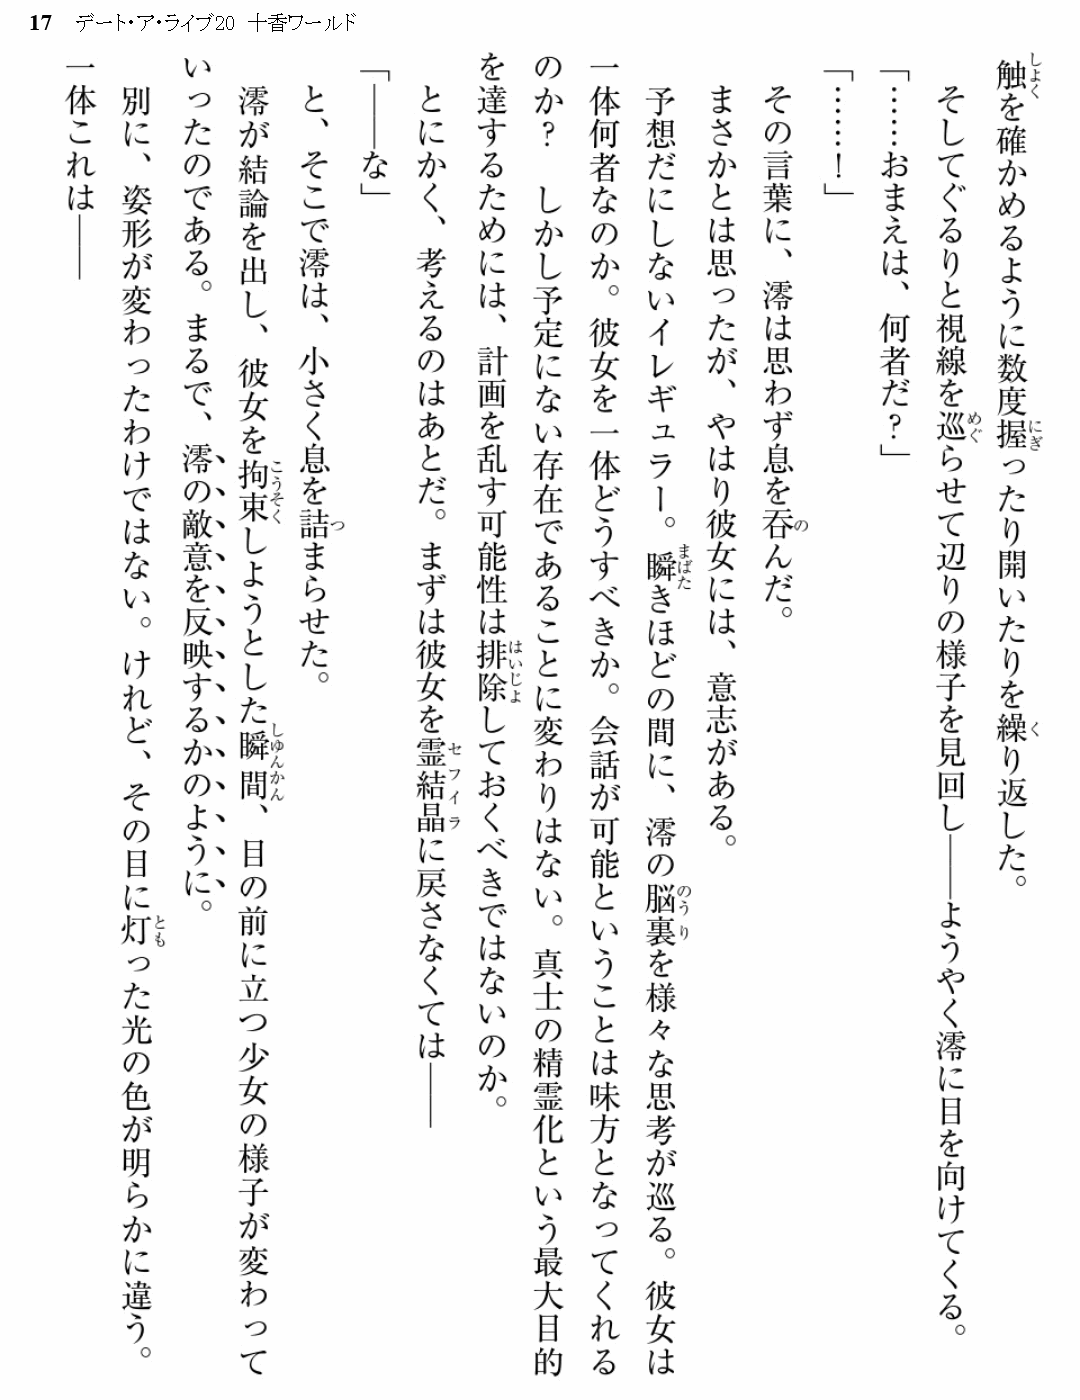 17 デート・ア・ライブ20 十香ワールド
触を確かめるように数度握ったり開いたりを繰り返した。
そしてぐるりと視線を巡らせて辺りの様子を見回し――ようやく澪に目を向けてくる。
「……おまえは、何者だ？」
「……！」
その言葉に、澪は思わず息を呑んだ。
まさかとは思ったが、やはり彼女には、意志がある。
予想だにしないイレギュラー。瞬きほどの間に、澪の脳裏を様々な思考が巡る。彼女は
一体何者なのか。彼女を一体どうすべきか。会話が可能ということは味方となってくれる
のか？　しかし予定にない存在であることに変わりはない。真士の精霊化という最大目的
を達するためには、計画を乱す可能性は排除しておくべきではないのか。
とにかく、考えるのはあとだ。まずは彼女を霊結晶に戻さなくては――
「――な」
と、そこで澪は、小さく息を詰まらせた。
澪が結論を出し、彼女を拘束しようとした瞬間、目の前に立つ少女の様子が変わって
いったのである。まるで、澪の敵意を反映するかのように。
別に、姿形が変わったわけではない。けれど、その目に灯った光の色が明らかに違う。
一体これは――